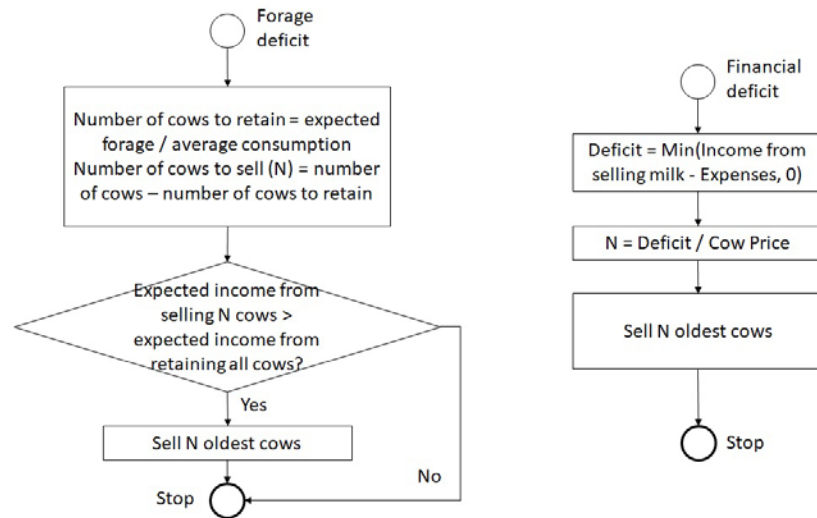 Forage
deficit
Number of cows to retain = expected
forage / average consumption
Number of cows to sell (N) = number
of cows – number of cows to retain
Expected income from
selling N cows >
expected income from
retaining all cows?
Yes
Sell N oldest cows
No
Stop
Financial
deficit
Deficit = Min(Income from
selling milk - Expenses, 0)
N = Deficit / Cow Price
Sell N oldest cows
Stop